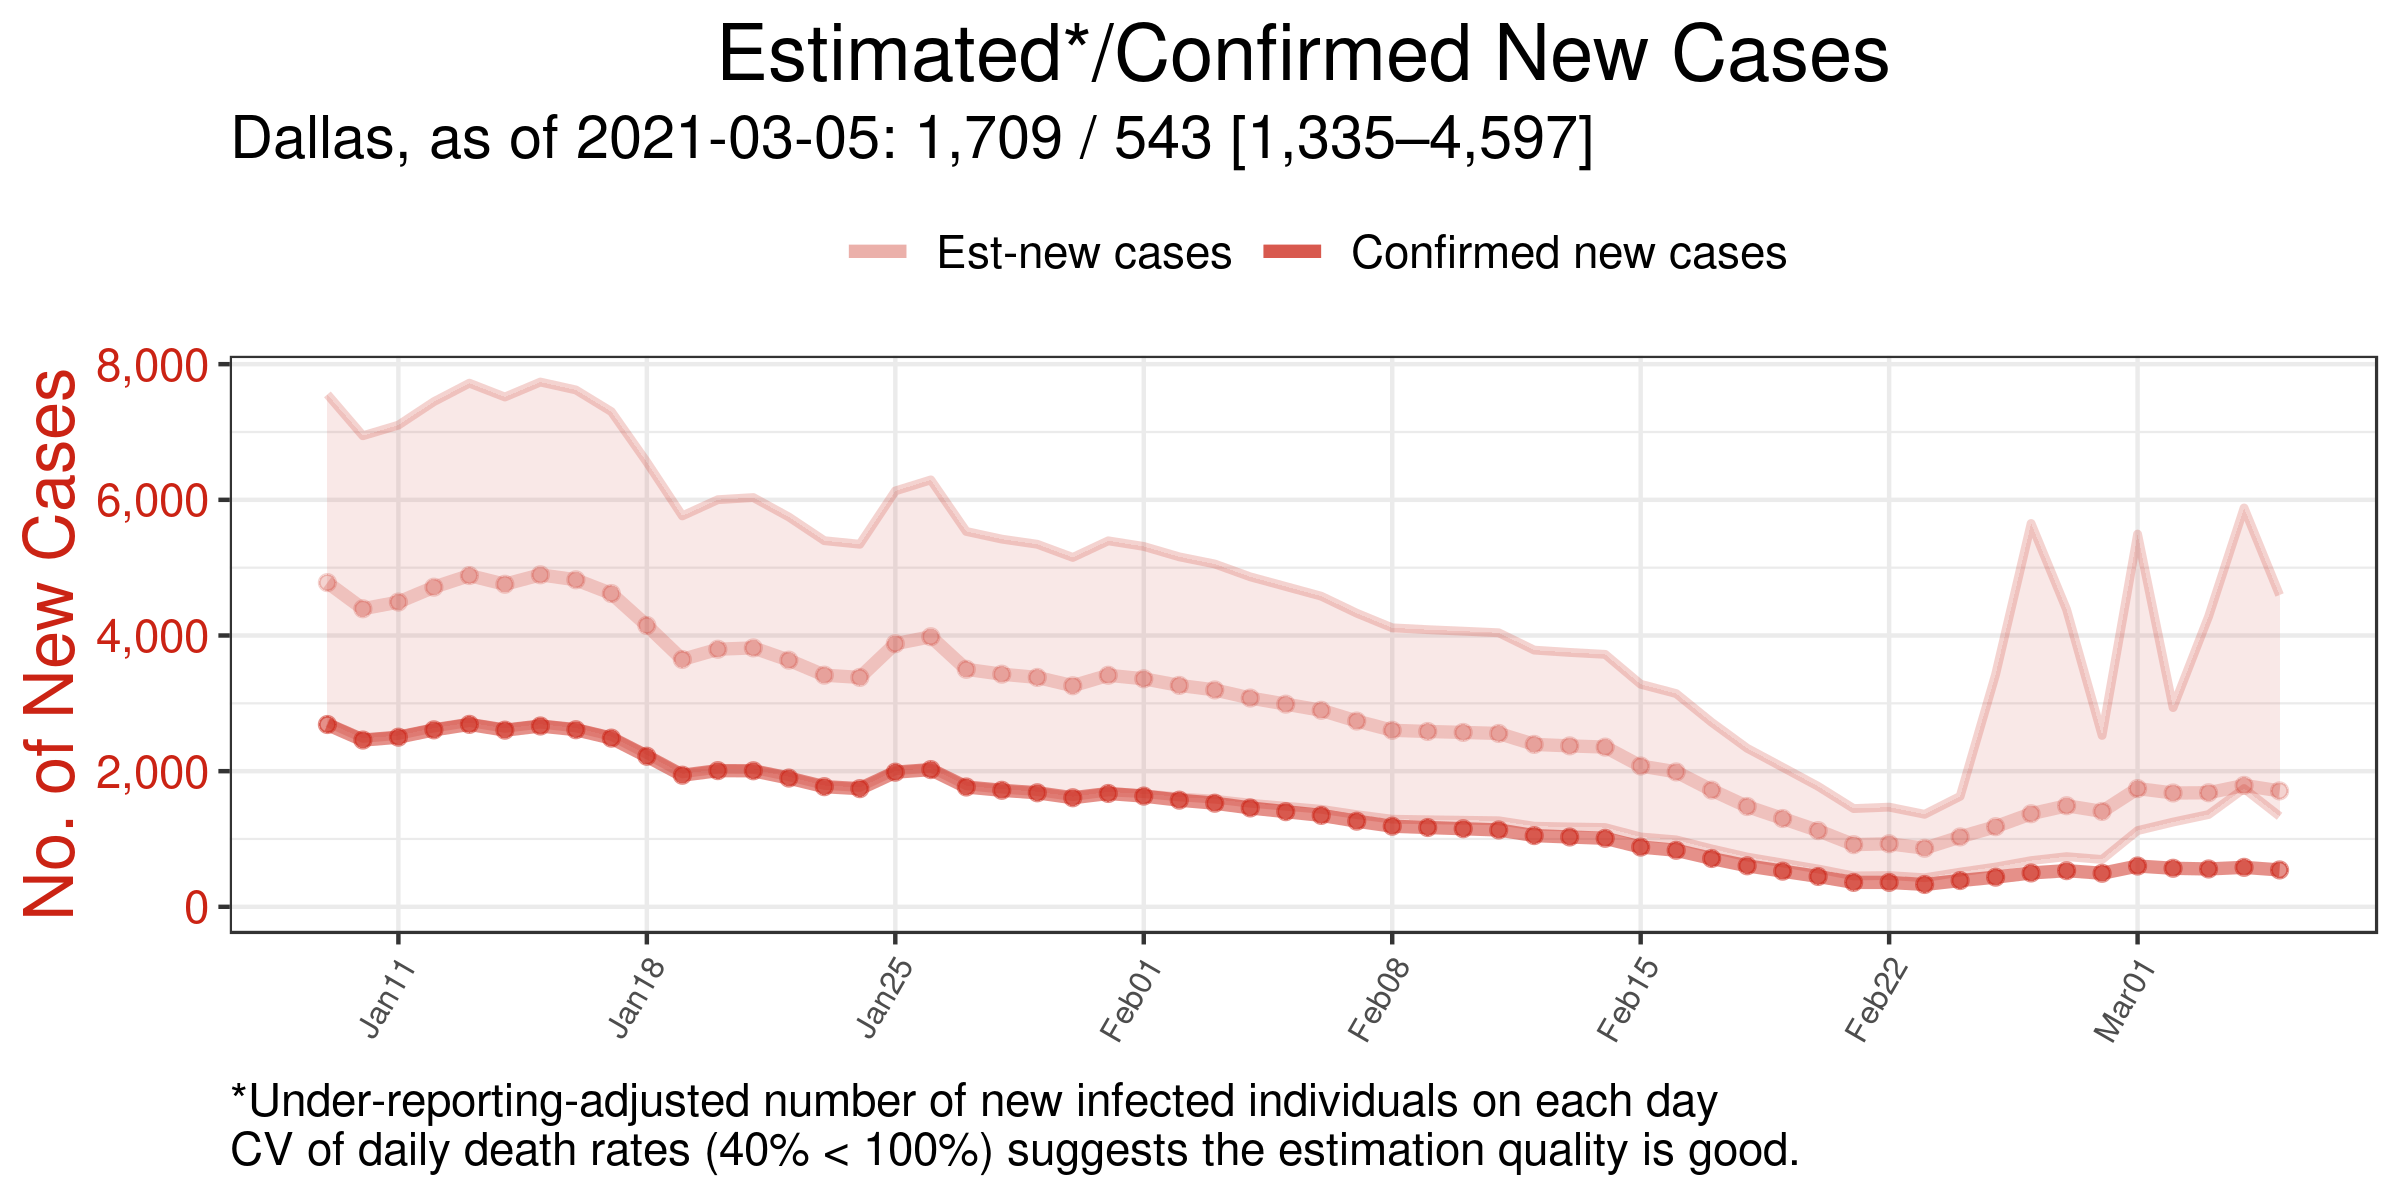 Estimated*/Confirmed New Cases
Dallas, as of 2021-03-05: 1,709 / 543 [1,335–4,597]
Est-new cases
Confirmed new cases
No. of New Cases
8,000
6,000
4,000
2,000
0
Jan11
Jan18
Jan25
Feb01
Feb08
Feb15
Feb22
Mar01
*Under-reporting-adjusted number of new infected individuals on each day
CV of daily death rates (40% < 100%) suggests the estimation quality is good.